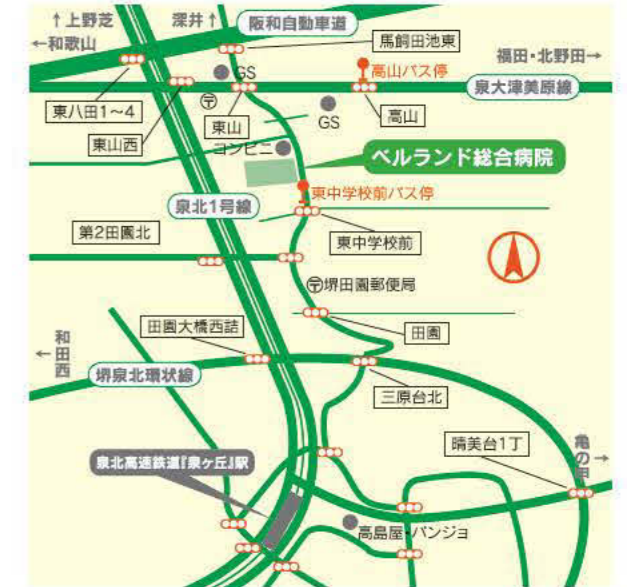 ↑上野芝
深井↑
阪和自動車道
←和歌山
馬飼田池東
福田・北野田→
GS
高山バス停
泉大津美原線
東八田1〜4
〒
東山
GS
高山
東山西
コンビニ
ベルランド総合病院
東中学校前バス停
泉北1号線
第2田園北
東中学校前
〒堺田園郵便局
田園大橋西詰
田園
←和田西
堺泉北環状線
三原台北
晴美台1丁
亀の甲→
泉北高速鉄道『泉ヶ丘』駅
高島屋・パンジョ